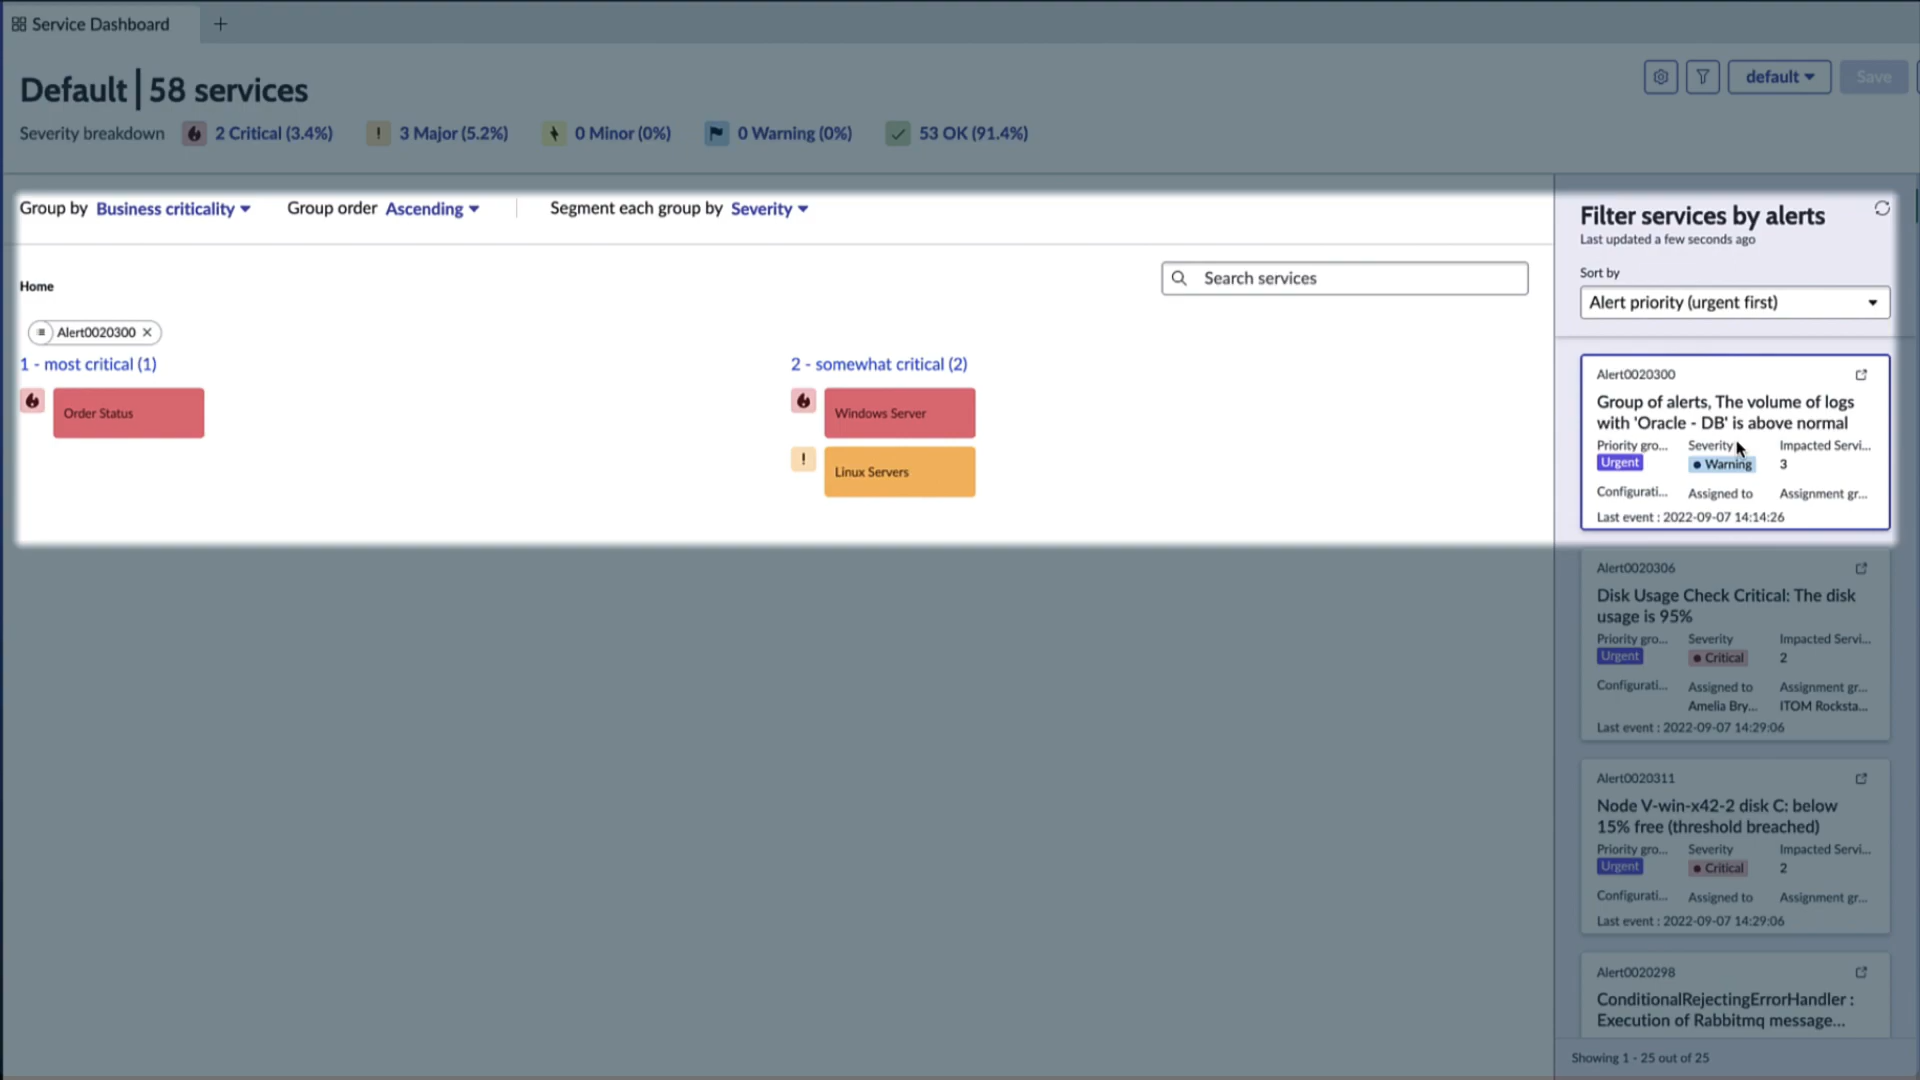 Service Dashboard
Default | 58 services
default
Save
Severity breakdown 2 Critical (3.4%) 3 Major (5.2%) 0 Minor (0%) 0 Warning (0%) 53 OK (91.4%)
Group by Business criticality Group order Ascending Segment each group by Severity
Home
Search services
Alert0020300
1 - most critical (1)
Order Status
2 - somewhat critical (2)
Windows Server
Linux Servers
Filter services by alerts
Last updated a few seconds ago
Sort by
Alert priority (urgent first)
Alert0020300
Group of alerts, The volume of logs
with 'Oracle - DB' is above normal
Priority gro... Severity Impacted Servi...
Urgent Warning 3
Configurati... Assigned to Assignment gr...
Last event : 2022-09-07 14:14:26
Alert0020306
Disk Usage Check Critical: The disk
usage is 95%
Priority gro... Severity Impacted Servi...
Urgent Critical 2
Configurati... Assigned to Assignment gr...
Amelia Bry... ITOM Rocksta...
Last event : 2022-09-07 14:29:06
Alert0020311
Node V-win-x42-2 disk C: below
15% free (threshold breached)
Priority gro... Severity Impacted Servi...
Urgent Critical 2
Configurati... Assigned to Assignment gr...
Last event : 2022-09-07 14:29:06
Alert0020298
ConditionalRejectingErrorHandler :
Execution of Rabbitmq message...
Showing 1 - 25 out of 25